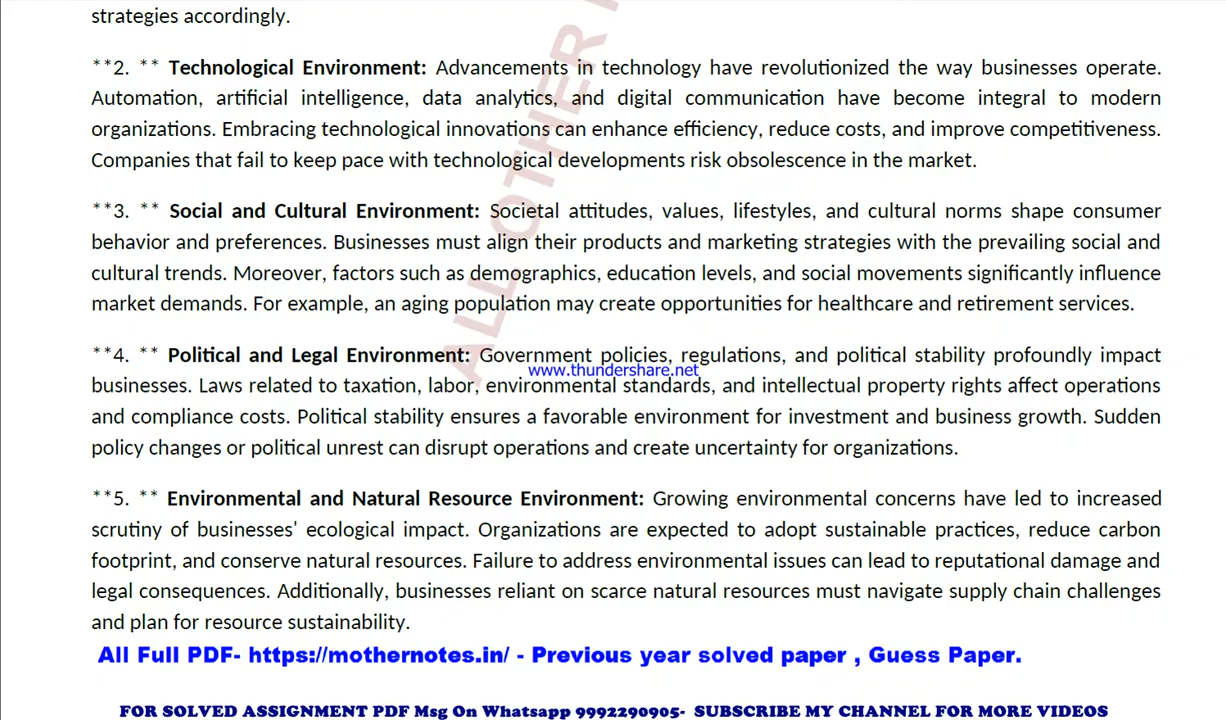 strategies accordingly.
**2. ** Technological Environment: Advancements in technology have revolutionized the way businesses operate.
Automation, artificial intelligence, data analytics, and digital communication have become integral to modern
organizations. Embracing technological innovations can enhance efficiency, reduce costs, and improve competitiveness.
Companies that fail to keep pace with technological developments risk obsolescence in the market.
**3. ** Social and Cultural Environment: Societal attitudes, values, lifestyles, and cultural norms shape consumer
behavior and preferences. Businesses must align their products and marketing strategies with the prevailing social and
cultural trends. Moreover, factors such as demographics, education levels, and social movements significantly influence
market demands. For example, an aging population may create opportunities for healthcare and retirement services.
ALL OTHER
**4. ** Political and Legal Environment: Government policies, regulations, and political stability profoundly impact
www.thundershare.net
businesses. Laws related to taxation, labor, environmental standards, and intellectual property rights affect operations
and compliance costs. Political stability ensures a favorable environment for investment and business growth. Sudden
policy changes or political unrest can disrupt operations and create uncertainty for organizations.
**5. ** Environmental and Natural Resource Environment: Growing environmental concerns have led to increased
scrutiny of businesses' ecological impact. Organizations are expected to adopt sustainable practices, reduce carbon
footprint, and conserve natural resources. Failure to address environmental issues can lead to reputational damage and
legal consequences. Additionally, businesses reliant on scarce natural resources must navigate supply chain challenges
and plan for resource sustainability.
All Full PDF- https://mothernotes.in/ - Previous year solved paper , Guess Paper.
FOR SOLVED ASSIGNMENT PDF Msg On Whatsapp 9992290905- SUBSCRIBE MY CHANNEL FOR MORE VIDEOS